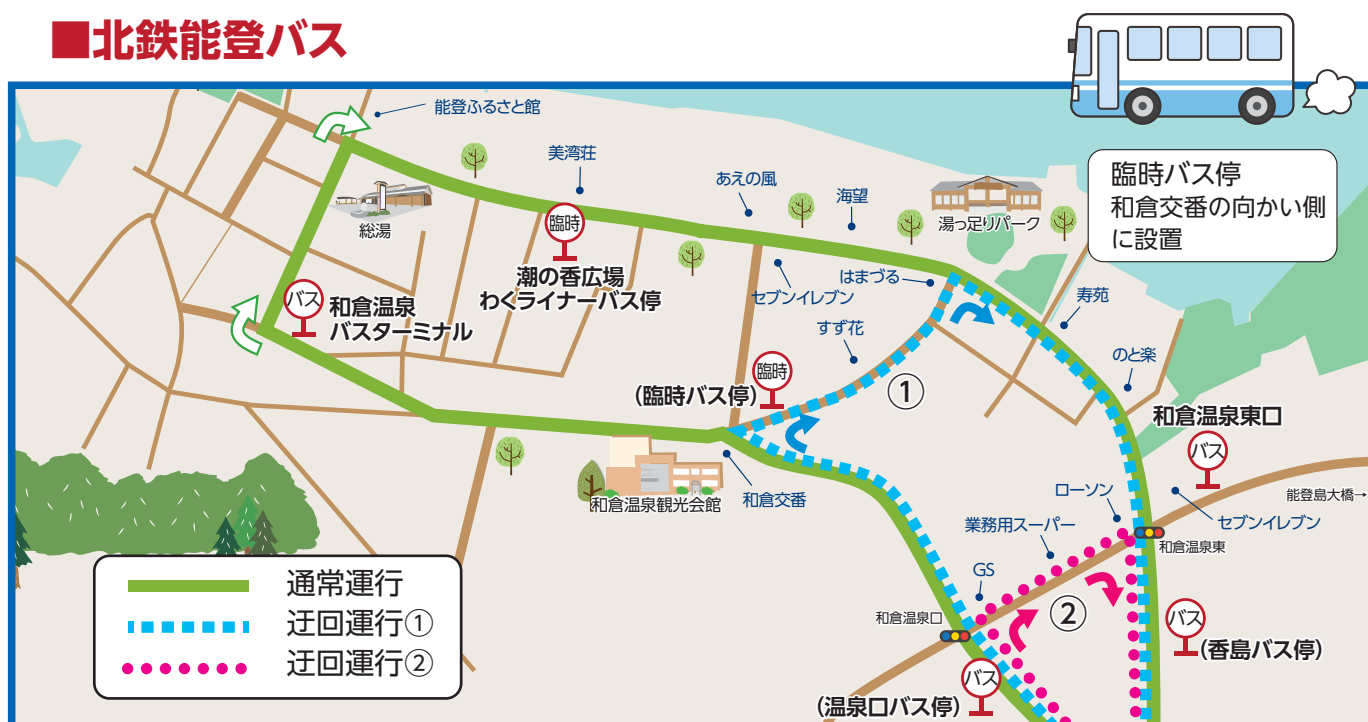 ■北鉄能登バス
能登ふるさと館
美湾荘
あえの風
海望
湯っ足りパーク
臨時バス停
和倉交番の向かい側
に設置
総湯
臨時
潮の香広場
わくライナーバス停
バス
和倉温泉
バスターミナル
セブンイレブン
はまづる
すず花
寿苑
のと楽
臨時
(臨時バス停)
①
和倉温泉東口
バス
和倉温泉観光会館
和倉交番
能登島大橋→
セブンイレブン
ローソン
業務用スーパー
和倉温泉東
GS
②
和倉温泉口
バス
(香島バス停)
バス
(温泉口バス停)
通常運行
迂回運行①
迂回運行②